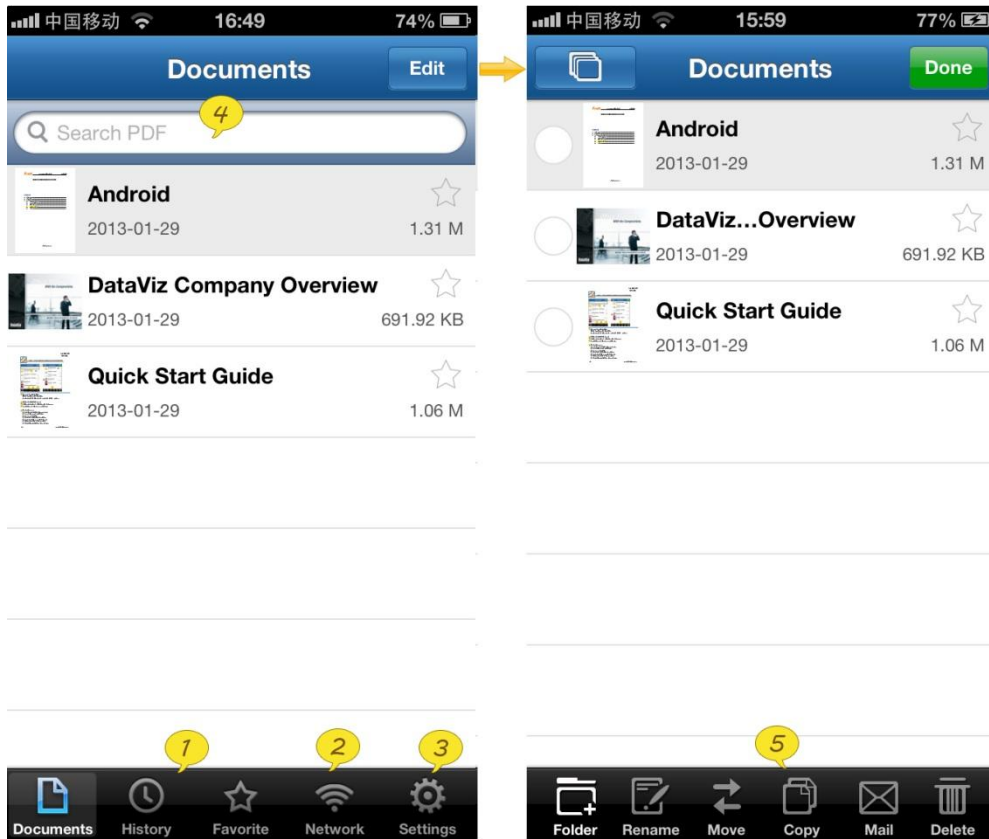 中国移动 16:49 74%
Documents Edit
4
Search PDF
Android
2013-01-29 1.31 M
DataViz Company Overview
2013-01-29 691.92 KB
Quick Start Guide
2013-01-29 1.06 M
1 2 3
Documents History Favorite Network Settings
中国移动 15:59 77%
Documents Done
Android
2013-01-29 1.31 M
DataViz...Overview
2013-01-29 691.92 KB
Quick Start Guide
2013-01-29 1.06 M
5
Folder Rename Move Copy Mail Delete